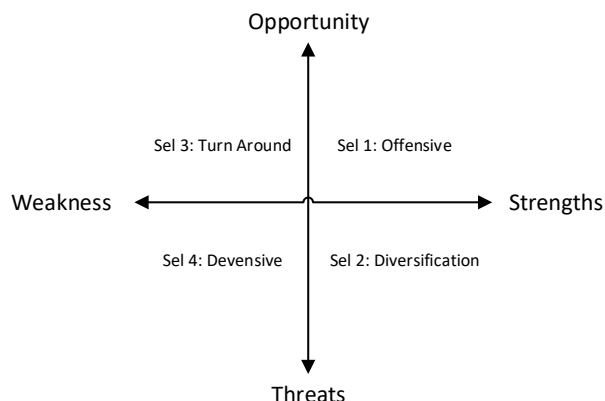 Opportunity
Sel 3: Turn Around
Sel 1: Offensive
Weakness
Strengths
Sel 4: Devensive
Sel 2: Diversification
Threats